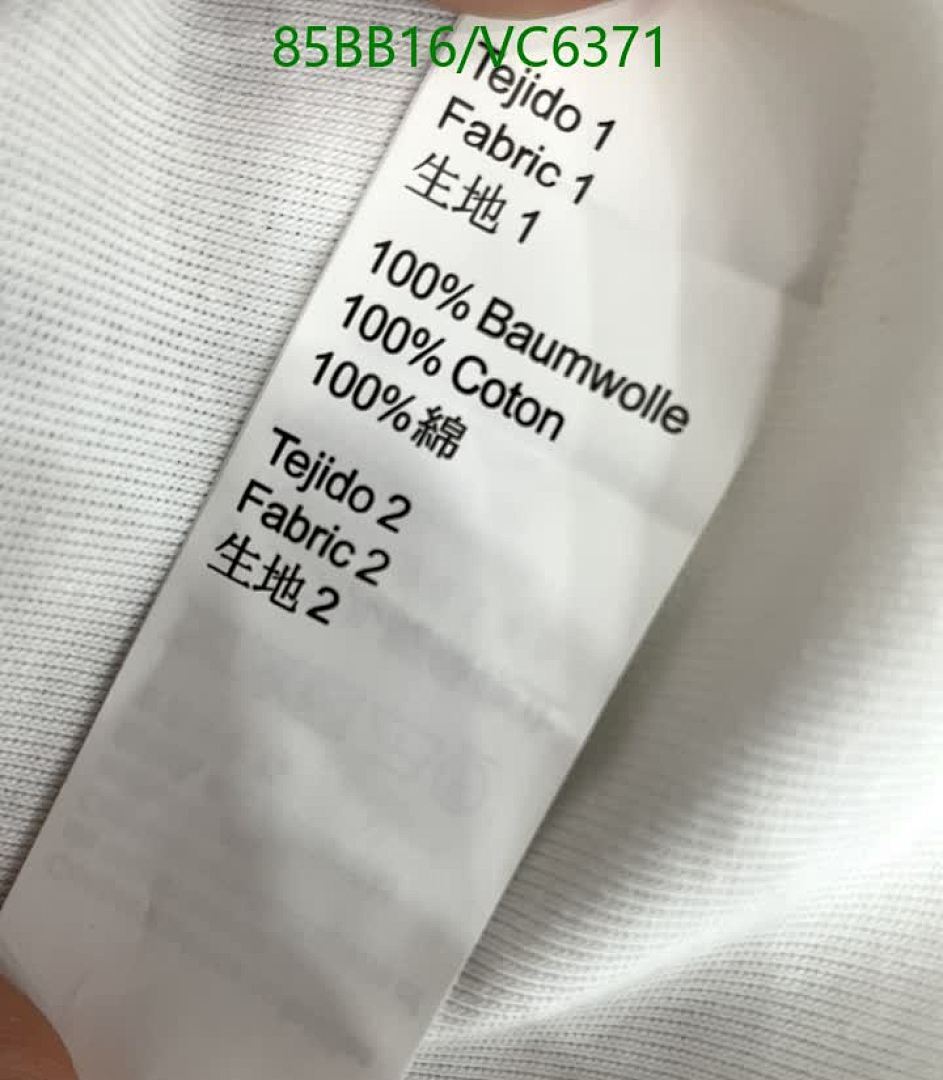 85BB16/VC6371
Tejido 1
Fabric 1
生地 1
100% Baumwolle
100% Coton
100%綿
Tejido 2
Fabric 2
生地 2